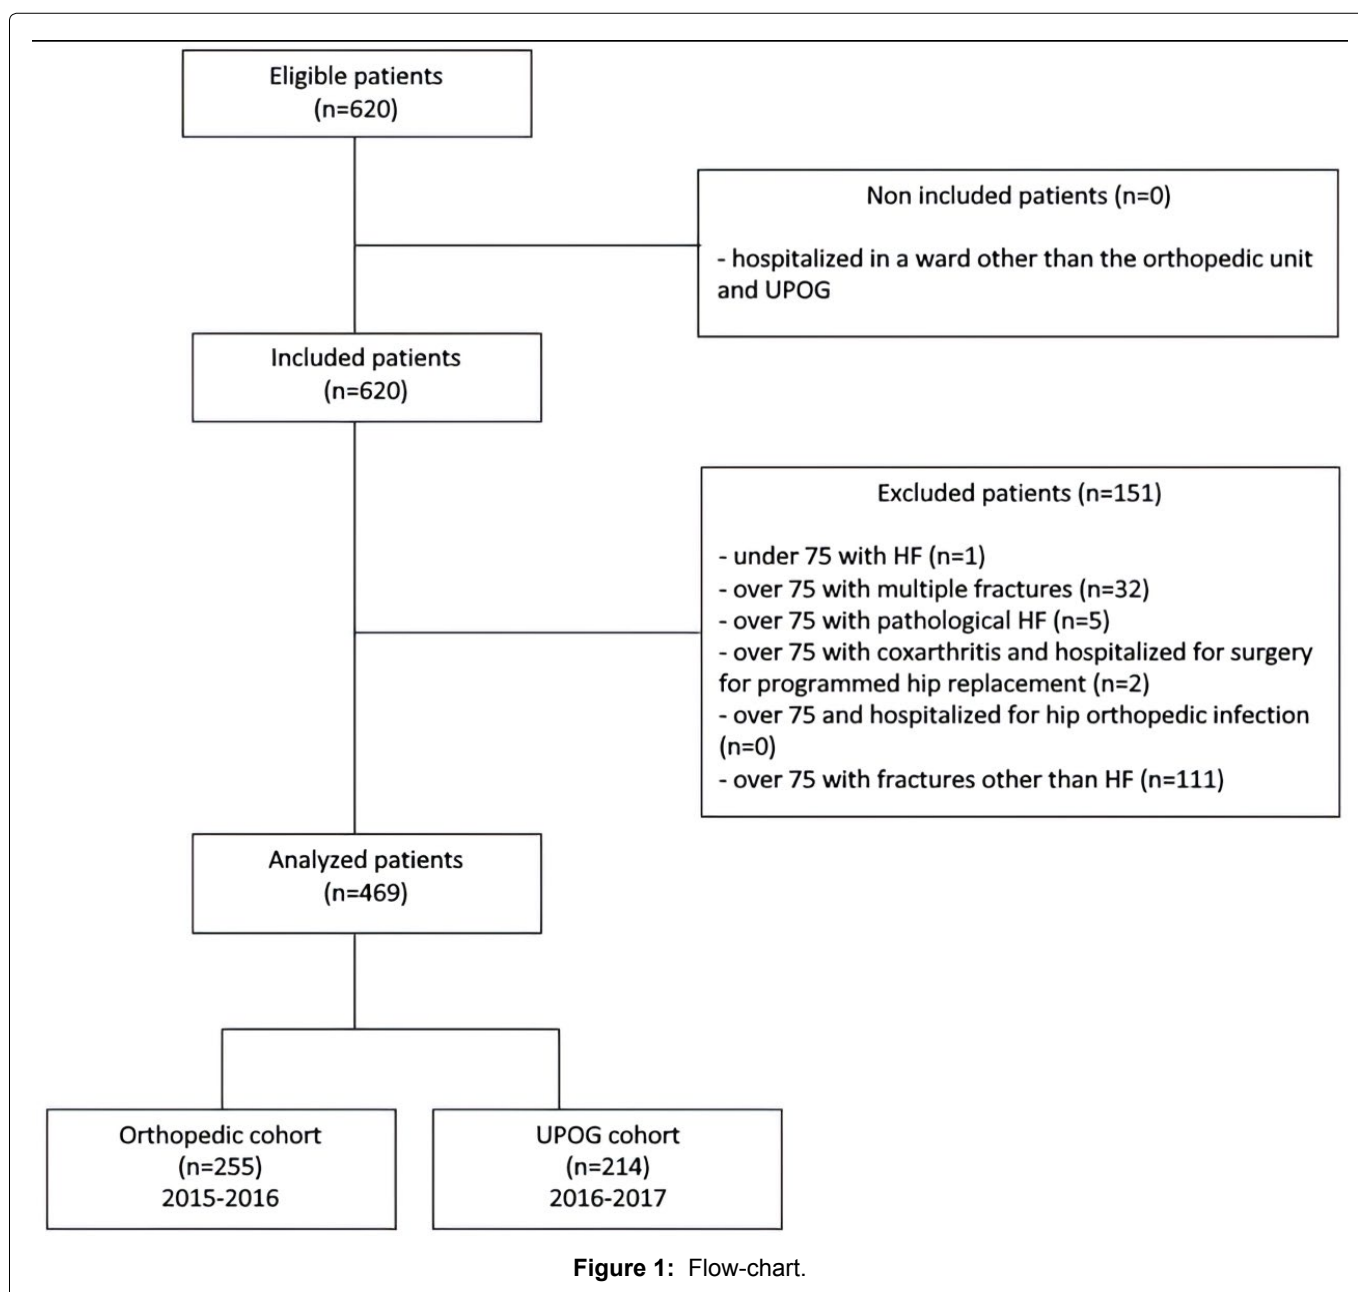 Eligible patients
(n=620)
Non included patients (n=0)
- hospitalized in a ward other than the orthopedic unit
and UPOG
Included patients
(n=620)
Excluded patients (n=151)
- under 75 with HF (n=1)
- over 75 with multiple fractures (n=32)
- over 75 with pathological HF (n=5)
- over 75 with coxarthritis and hospitalized for surgery
for programmed hip replacement (n=2)
- over 75 and hospitalized for hip orthopedic infection
(n=0)
- over 75 with fractures other than HF (n=111)
Analyzed patients
(n=469)
Orthopedic cohort
(n=255)
2015-2016
UPOG cohort
(n=214)
2016-2017
Figure 1: Flow-chart.